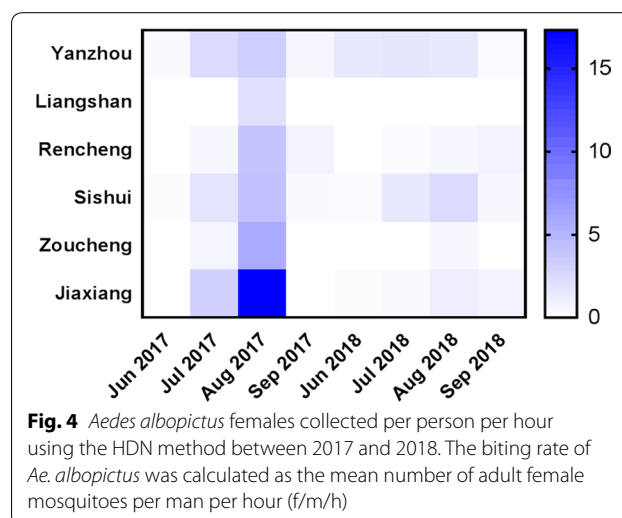 Yanzhou
Liangshan
Rencheng
Sishui
Zoucheng
Jiaxiang
Jun 2017
Jul 2017
Aug 2017
Sep 2017
Jun 2018
Jul 2018
Aug 2018
Sep 2018
15
10
5
0
Fig. 4 Aedes albopictus females collected per person per hour
using the HDN method between 2017 and 2018. The biting rate of
Ae. albopictus was calculated as the mean number of adult female
mosquitoes per man per hour (f/m/h)